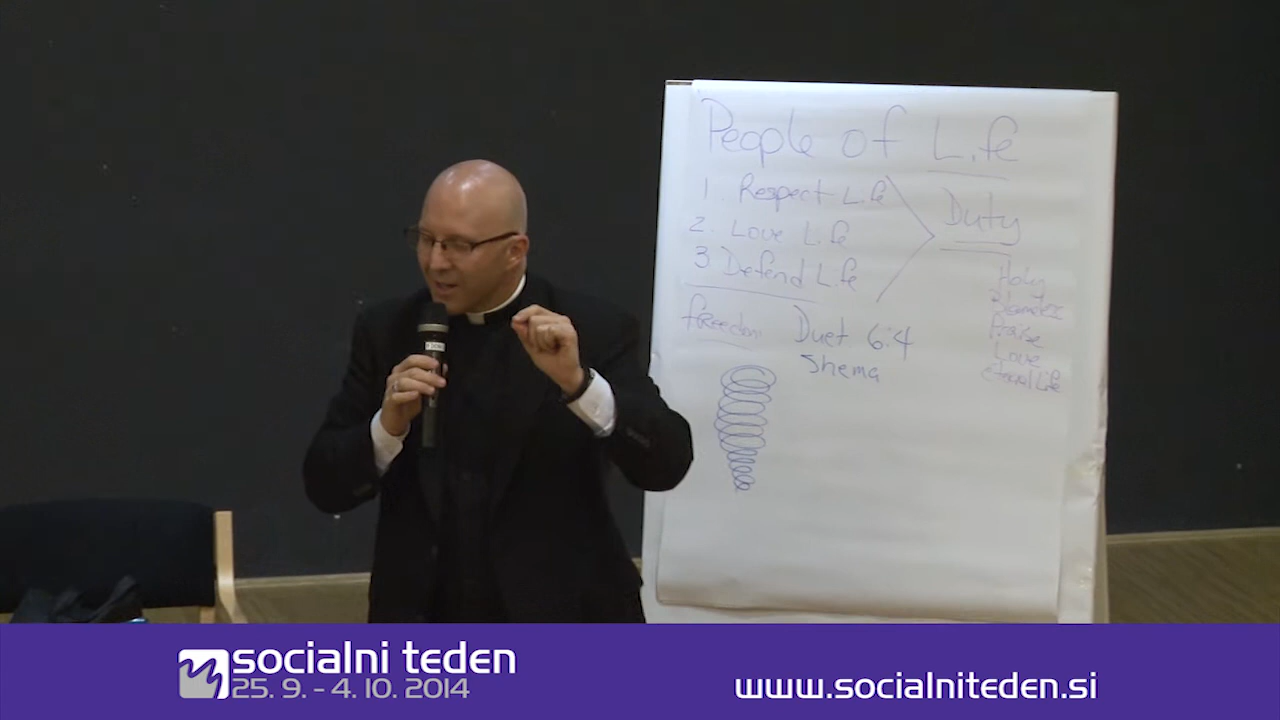 People of Life
1. Respect Life
2. Love Life
3 Defend Life
Duty
freedom
Duet 6:4
Shema
Holy
Praise
Love
eternal Life
socialni teden
25. 9. - 4. 10. 2014
www.socialniteden.si